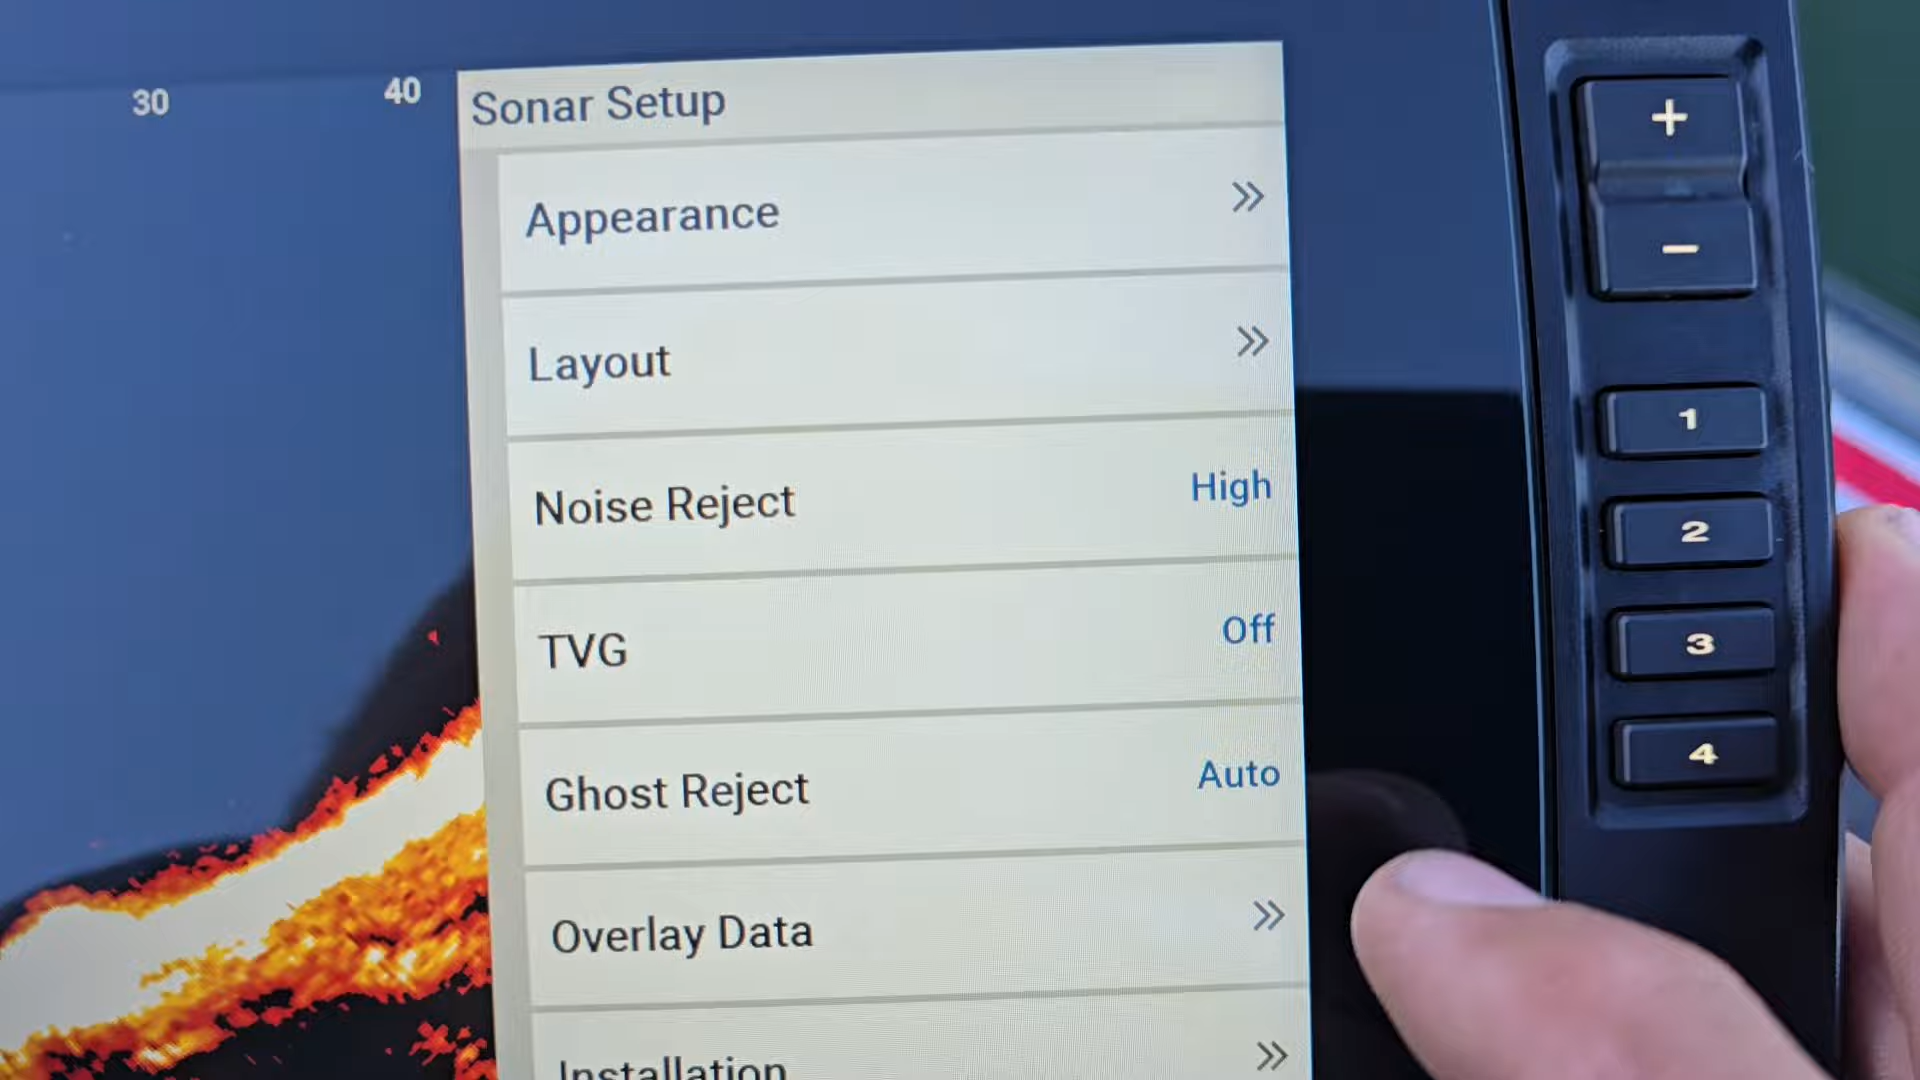 30
40
Sonar Setup
Appearance
Layout
Noise Reject High
TVG Off
Ghost Reject Auto
Overlay Data
Installation
+
−
1
2
3
4